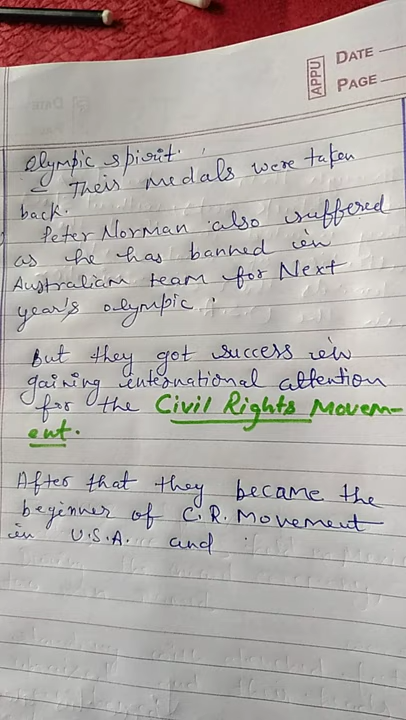 APPU
DATE
PAGE
Olympic spirit.
- Their medals were taken
back.
Peter Norman also suffered
as he has banned in
Australian team for Next
year's olympic.
But they got success in
gaining international attention
for the Civil Rights Movem-
ent.
After that they became the
beginner of C.R. Movement
in U.S.A. and